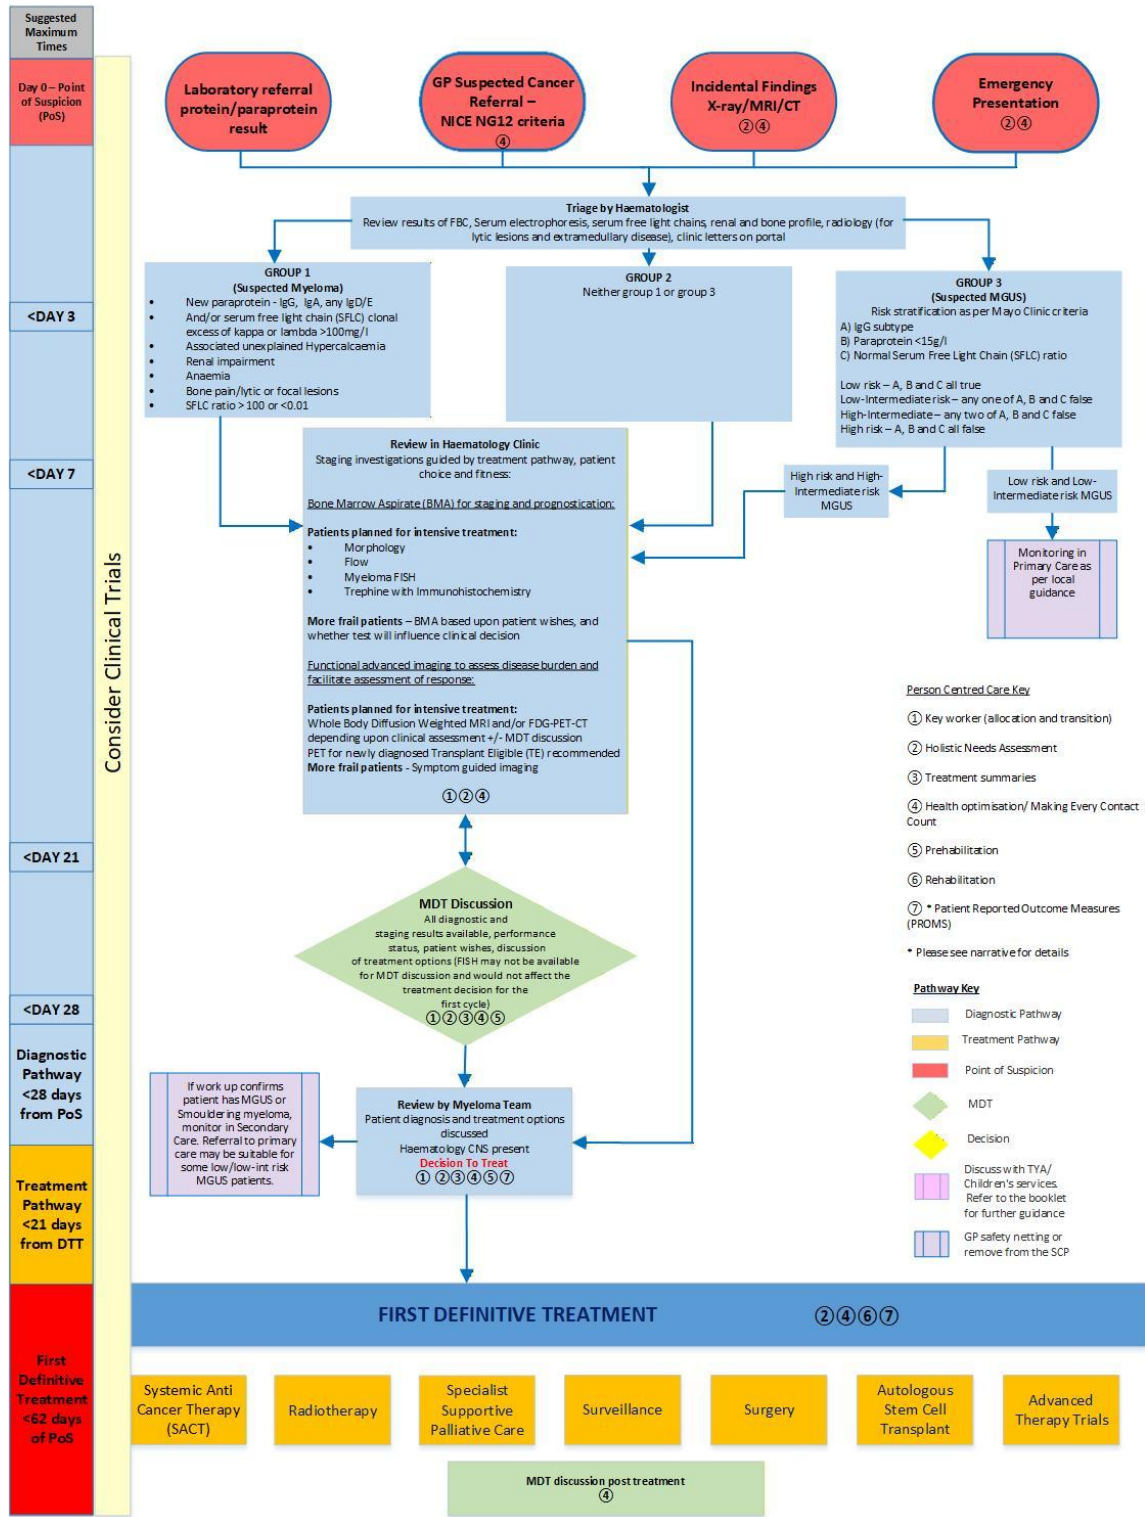 Suggested
Maximum
Times
Day 0 – Point
of Suspicion
(PoS)
<DAY 3
<DAY 7
<DAY 21
<DAY 28
Diagnostic
Pathway
<28 days
from PoS
Treatment
Pathway
<21 days
from DTT
First
Definitive
Treatment
<62 days
of PoS
Consider Clinical Trials
Laboratory referral
protein/paraprotein
result
GP Suspected Cancer
Referral –
NICE NG12 criteria
④
Incidental Findings
X-ray/MRI/CT
②④
Emergency
Presentation
②④
Triage by Haematologist
Review results of FBC, Serum electrophoresis, serum free light chains, renal and bone profile, radiology (for
lytic lesions and extramedullary disease), clinic letters on portal
GROUP 1
(Suspected Myeloma)
• New paraprotein - IgG, IgA, any IgD/E
• And/or serum free light chain (SFLC) clonal
excess of kappa or lambda >100mg/l
• Associated unexplained Hypercalcaemia
• Renal impairment
• Anaemia
• Bone pain/lytic or focal lesions
• SFLC ratio > 100 or <0.01
GROUP 2
Neither group 1 or group 3
GROUP 3
(Suspected MGUS)
Risk stratification as per Mayo Clinic criteria
A) IgG subtype
B) Paraprotein <15g/l
C) Normal Serum Free Light Chain (SFLC) ratio
Low risk – A, B and C all true
Low-Intermediate risk – any one of A, B and C false
High-Intermediate – any two of A, B and C false
High risk – A, B and C all false
Review in Haematology Clinic
Staging investigations guided by treatment pathway, patient
choice and fitness:
Bone Marrow Aspirate (BMA) for staging and prognostication:
Patients planned for intensive treatment:
• Morphology
• Flow
• Myeloma FISH
• Trephine with Immunohistochemistry
More frail patients – BMA based upon patient wishes, and
whether test will influence clinical decision
Functional advanced imaging to assess disease burden and
facilitate assessment of response:
Patients planned for intensive treatment:
Whole Body Diffusion Weighted MRI and/or FDG-PET-CT
depending upon clinical assessment +/- MDT discussion
PET for newly diagnosed Transplant Eligible (TE) recommended
More frail patients - Symptom guided imaging
①②④
High risk and High-
Intermediate risk
MGUS
Low risk and Low-
Intermediate risk MGUS
Monitoring in
Primary Care as
per local
guidance
MDT Discussion
All diagnostic and
staging results available, performance
status, patient wishes, discussion
of treatment options (FISH may not be available
for MDT discussion and would not affect the
treatment decision for the
first cycle)
①②③④⑤
If work up confirms
patient has MGUS or
Smouldering myeloma,
monitor in Secondary
Care. Referral to primary
care may be suitable for
some low/low-int risk
MGUS patients.
Review by Myeloma Team
Patient diagnosis and treatment options
discussed
Haematology CNS present
Decision To Treat
① ②③④⑤⑦
Person Centred Care Key
① Key worker (allocation and transition)
② Holistic Needs Assessment
③ Treatment summaries
④ Health optimisation/ Making Every Contact
Count
⑤ Prehabilitation
⑥ Rehabilitation
⑦ * Patient Reported Outcome Measures
(PROMS)
* Please see narrative for details
Pathway Key
Diagnostic Pathway
Treatment Pathway
Point of Suspicion
MDT
Decision
Discuss with TYA/
Children's services.
Refer to the booklet
for further guidance
GP safety netting or
remove from the SCP
FIRST DEFINITIVE TREATMENT ②④⑥⑦
Systemic Anti
Cancer Therapy
(SACT)
Radiotherapy
Specialist
Supportive
Palliative Care
Surveillance
Surgery
Autologous
Stem Cell
Transplant
Advanced
Therapy Trials
MDT discussion post treatment
④